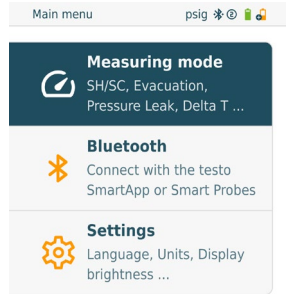 Main menu psig 2
Measuring mode
SH/SC, Evacuation,
Pressure Leak, Delta T ...
Bluetooth
Connect with the testo
SmartApp or Smart Probes
Settings
Language, Units, Display
brightness ...